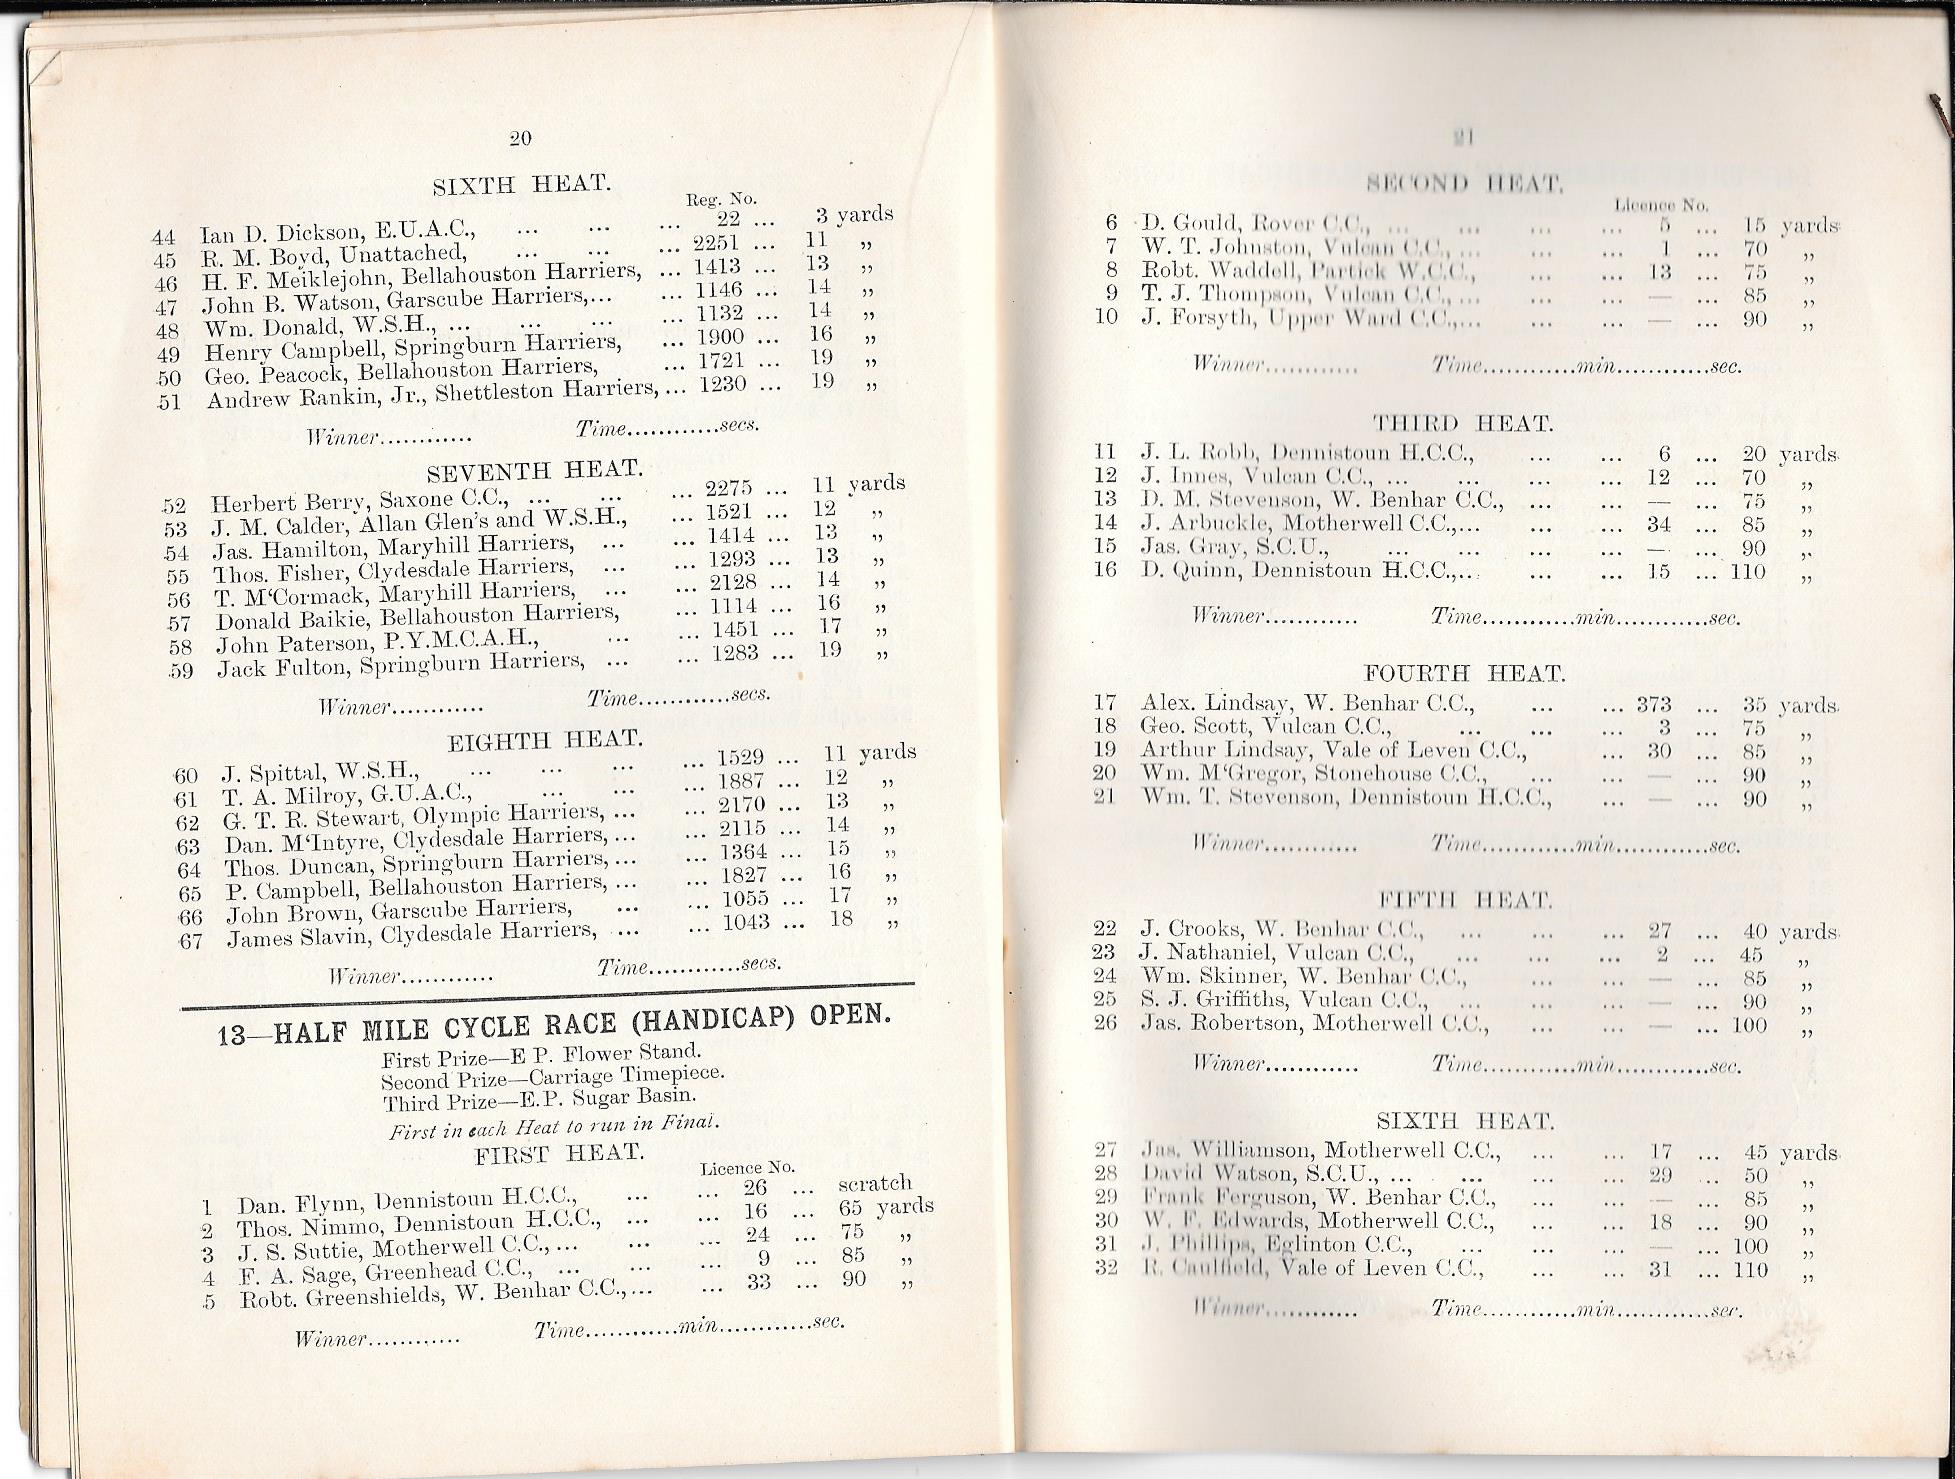 20
SIXTH HEAT.
Reg. No.
44 Ian D. Dickson, E.U.A.C., ... ... ... 22 ... 3 yards
45 R. M. Boyd, Unattached, ... ... ... 2251 ... 11 „
46 H. F. Meiklejohn, Bellahouston Harriers, ... 1413 ... 13 „
47 John B. Watson, Garscube Harriers,... ... 1146 ... 14 „
48 Wm. Donald, W.S.H., ... ... ... ... 1132 ... 14 „
49 Henry Campbell, Springburn Harriers, ... 1900 ... 16 „
50 Geo. Peacock, Bellahouston Harriers, ... 1721 ... 19 „
51 Andrew Rankin, Jr., Shettleston Harriers, ... 1230 ... 19 „
Winner............ Time............secs.
SEVENTH HEAT.
52 Herbert Berry, Saxone C.C., ... ... ... 2275 ... 11 yards
53 J. M. Calder, Allan Glen's and W.S.H., ... 1521 ... 12 „
54 Jas. Hamilton, Maryhill Harriers, ... ... 1414 ... 13 „
55 Thos. Fisher, Clydesdale Harriers, ... ... 1293 ... 13 „
56 T. M‘Cormack, Maryhill Harriers, ... ... 2128 ... 14 „
57 Donald Baikie, Bellahouston Harriers, ... 1114 ... 16 „
58 John Paterson, P.Y.M.C.A.H., ... ... 1451 ... 17 „
59 Jack Fulton, Springburn Harriers, ... ... 1283 ... 19 „
Winner............ Time............secs.
EIGHTH HEAT.
60 J. Spittal, W.S.H., ... ... ... ... 1529 ... 11 yards
61 T. A. Milroy, G.U.A.C., ... ... ... 1887 ... 12 „
62 G. T. R. Stewart, Olympic Harriers, ... ... 2170 ... 13 „
63 Dan. M‘Intyre, Clydesdale Harriers, ... ... 2115 ... 14 „
64 Thos. Duncan, Springburn Harriers, ... ... 1364 ... 15 „
65 P. Campbell, Bellahouston Harriers, ... ... 1827 ... 16 „
66 John Brown, Garscube Harriers, ... ... 1055 ... 17 „
67 James Slavin, Clydesdale Harriers, ... ... 1043 ... 18 „
Winner............ Time............secs.
13—HALF MILE CYCLE RACE (HANDICAP) OPEN.
First Prize—E P. Flower Stand.
Second Prize—Carriage Timepiece.
Third Prize—E.P. Sugar Basin.
First in each Heat to run in Final.
FIRST HEAT.
Licence No.
1 Dan. Flynn, Dennistoun H.C.C., ... ... 26 ... scratch
2 Thos. Nimmo, Dennistoun H.C.C., ... ... 16 ... 65 yards
3 J. S. Suttie, Motherwell C.C., ... ... ... 24 ... 75 „
4 F. A. Sage, Greenhead C.C., ... ... ... 9 ... 85 „
5 Robt. Greenshields, W. Benhar C.C.,... ... 33 ... 90 „
Winner............ Time............min............sec.
21
SECOND HEAT.
Licence No.
6 D. Gould, Rover C.C., ... ... ... ... 5 ... 15 yards
7 W. T. Johnston, Vulcan C.C., ... ... ... 1 ... 70 „
8 Robt. Waddell, Partick W.C.C., ... ... 13 ... 75 „
9 T. J. Thompson, Vulcan C.C., ... ... ... — ... 85 „
10 J. Forsyth, Upper Ward C.C.,... ... ... — ... 90 „
Winner............ Time............min............sec.
THIRD HEAT.
11 J. L. Robb, Dennistoun H.C.C., ... ... 6 ... 20 yards
12 J. Innes, Vulcan C.C., ... ... ... ... 12 ... 70 „
13 D. M. Stevenson, W. Benhar C.C., ... ... — ... 75 „
14 J. Arbuckle, Motherwell C.C.,... ... ... 34 ... 85 „
15 Jas. Gray, S.C.U., ... ... ... ... — ... 90 „
16 D. Quinn, Dennistoun H.C.C.,... ... ... 15 ... 110 „
Winner............ Time............min............sec.
FOURTH HEAT.
17 Alex. Lindsay, W. Benhar C.C., ... ... 373 ... 35 yards
18 Geo. Scott, Vulcan C.C., ... ... ... 3 ... 75 „
19 Arthur Lindsay, Vale of Leven C.C., ... 30 ... 85 „
20 Wm. M‘Gregor, Stonehouse C.C., ... ... — ... 90 „
21 Wm. T. Stevenson, Dennistoun H.C.C., ... — ... 90 „
Winner............ Time............min............sec.
FIFTH HEAT.
22 J. Crooks, W. Benhar C.C., ... ... ... 27 ... 40 yards
23 J. Nathaniel, Vulcan C.C., ... ... ... 2 ... 45 „
24 Wm. Skinner, W. Benhar C.C., ... ... — ... 85 „
25 S. J. Griffiths, Vulcan C.C., ... ... ... — ... 90 „
26 Jas. Robertson, Motherwell C.C., ... ... — ... 100 „
Winner............ Time............min............sec.
SIXTH HEAT.
27 Jas. Williamson, Motherwell C.C., ... ... 17 ... 45 yards
28 David Watson, S.C.U., ... ... ... ... 29 ... 50 „
29 Frank Ferguson, W. Benhar C.C., ... ... — ... 85 „
30 W. F. Edwards, Motherwell C.C., ... ... 18 ... 90 „
31 J. Phillips, Eglinton C.C., ... ... ... — ... 100 „
32 R. Caulfield, Vale of Leven C.C., ... ... 31 ... 110 „
Winner............ Time............min............sec.